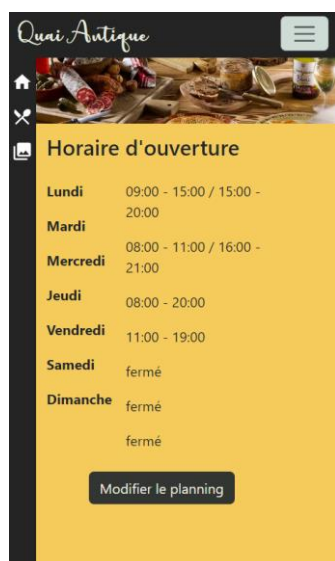 Quai Antique
Horaire d'ouverture
Lundi
Mardi
Mercredi
Jeudi
Vendredi
Samedi
Dimanche
09:00 - 15:00 / 15:00 -
20:00
08:00 - 11:00 / 16:00 -
21:00
08:00 - 20:00
11:00 - 19:00
fermé
fermé
fermé
Modifier le planning